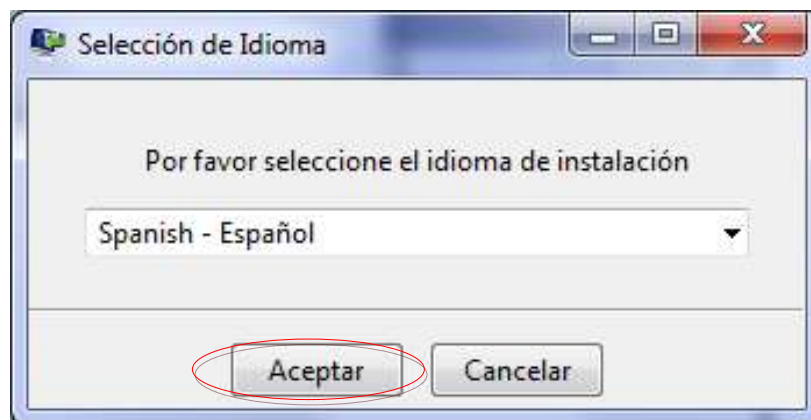 Selección de Idioma
Por favor seleccione el idioma de instalación
Spanish - Español
Aceptar
Cancelar